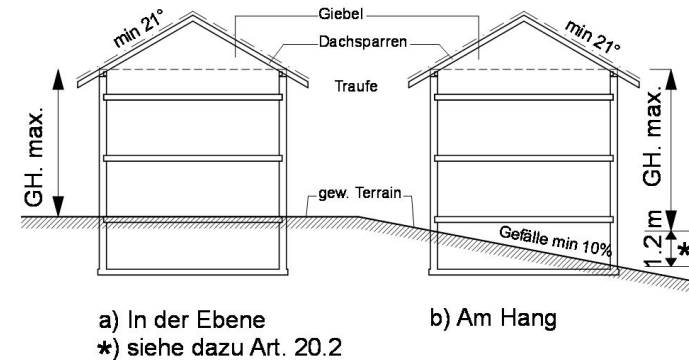 min 21°
Giebel
min 21°
Dachsparren
Traufe
GH. max.
GH. max.
gew. Terrain
Gefälle min 10%
1.2 m
*
a) In der Ebene
b) Am Hang
*) siehe dazu Art. 20.2